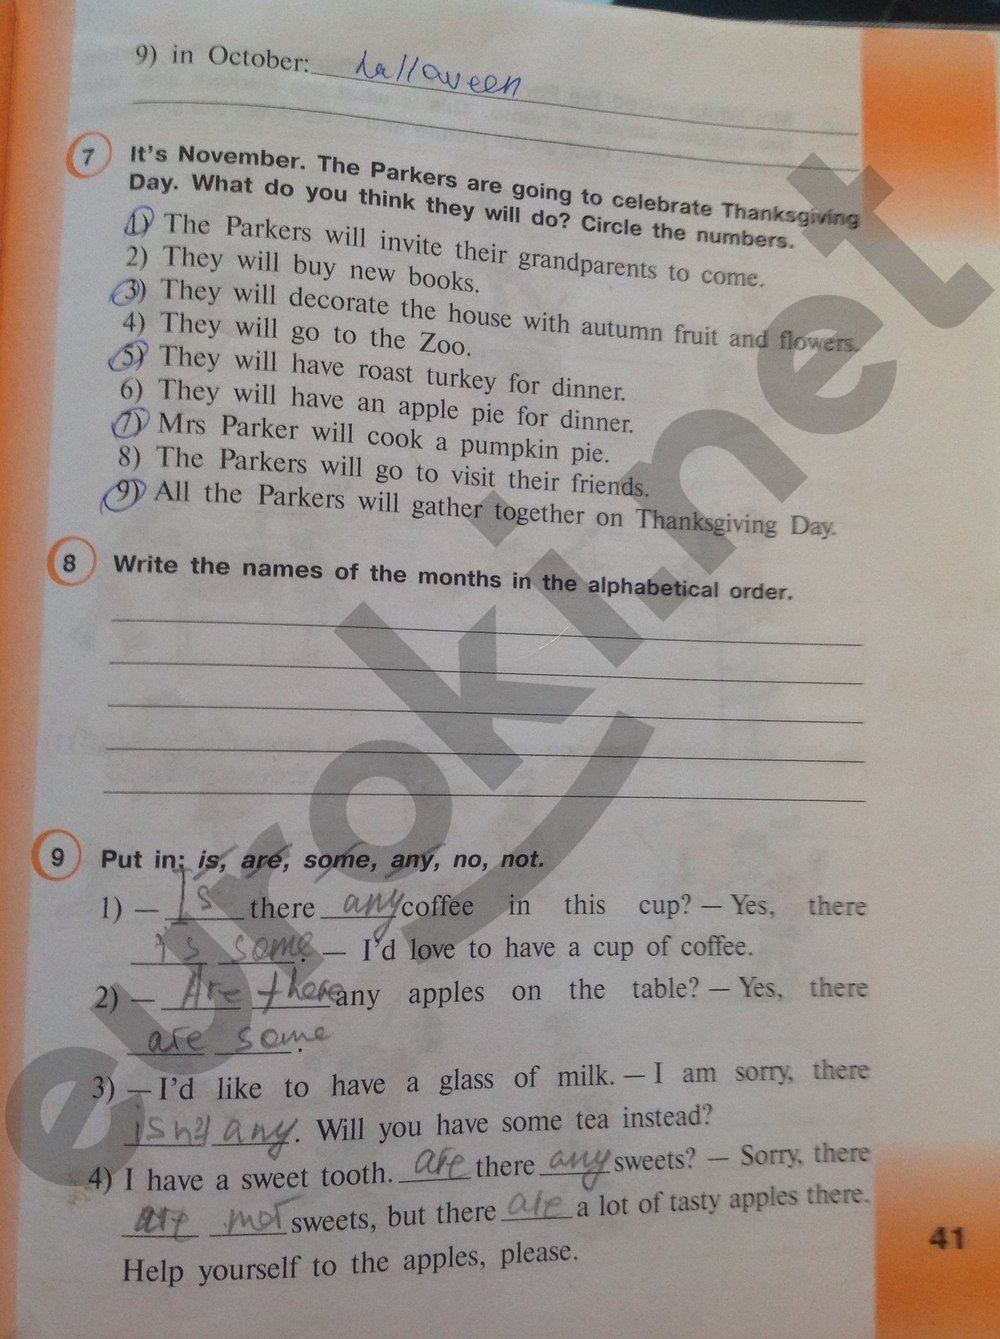 9) in October: hallaveen
7 It's November. The Parkers are going to celebrate Thanksgiving
Day. What do you think they will do? Circle the numbers.
1) The Parkers will invite their grandparents to come.
2) They will buy new books.
3) They will decorate the house with autumn fruit and flowers.
4) They will go to the Zoo.
5) They will have roast turkey for dinner.
6) They will have an apple pie for dinner.
7) Mrs Parker will cook a pumpkin pie.
8) The Parkers will go to visit their friends.
9) All the Parkers will gather together on Thanksgiving Day.
8 Write the names of the months in the alphabetical order.
9 Put in: is, are, some, any, no, not.
1) — Is there any coffee in this cup? — Yes, there
is some. — I'd love to have a cup of coffee.
2) — Are there any apples on the table? — Yes, there
are some.
3) — I'd like to have a glass of milk. — I am sorry, there
isn't any. Will you have some tea instead?
4) I have a sweet tooth. are there any sweets? — Sorry, there
are not sweets, but there are a lot of tasty apples there.
Help yourself to the apples, please.
41
eurokinet